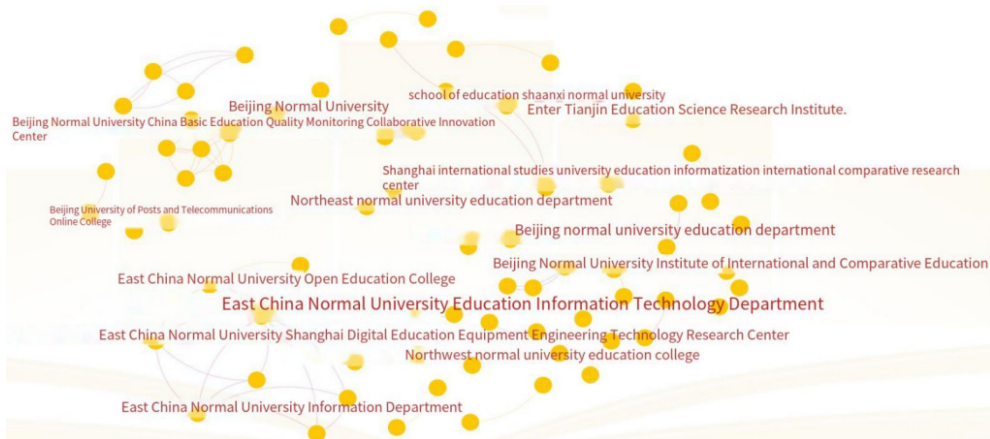 school of education shaanxi normal university
Beijing Normal University
Enter Tianjin Education Science Research Institute.
Beijing Normal University China Basic Education Quality Monitoring Collaborative Innovation
Center
Shanghai international studies university education informatization international comparative research
center
Northeast normal university education department
Beijing University of Posts and Telecommunications
Online College
Beijing normal university education department
Beijing Normal University Institute of International and Comparative Education
East China Normal University Open Education College
East China Normal University Education Information Technology Department
East China Normal University Shanghai Digital Education Equipment Engineering Technology Research Center
Northwest normal university education college
East China Normal University Information Department